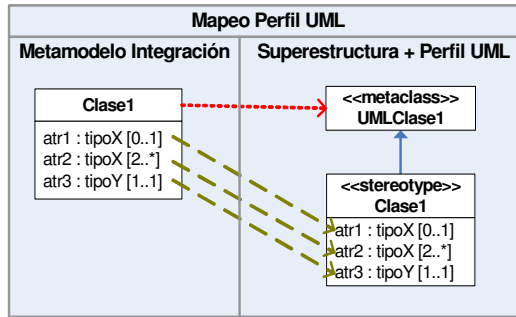 Mapeo Perfil UML
Metamodelo Integración
Superestructura + Perfil UML
Clase1
atr1 : tipoX [0..1]
atr2 : tipoX [2..*]
atr3 : tipoY [1..1]
<<metaclass>>
UMLClase1
<<stereotype>>
Clase1
atr1 : tipoX [0..1]
atr2 : tipoX [2..*]
atr3 : tipoY [1..1]